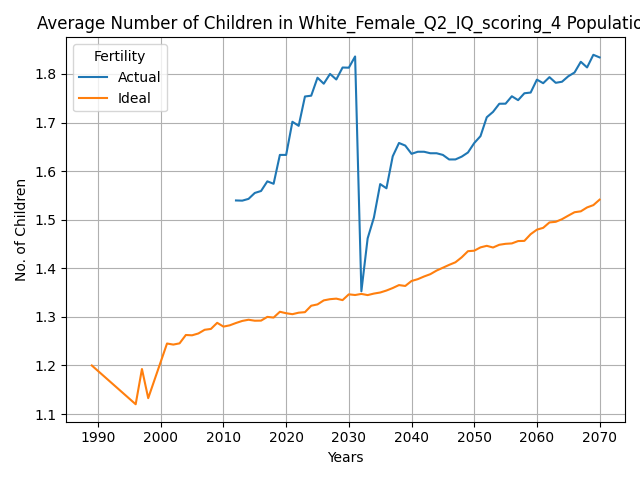 Average Number of Children in White_Female_Q2_IQ_scoring_4 Populatio
Fertility
Actual
Ideal
No. of Children
1.8
1.7
1.6
1.5
1.4
1.3
1.2
1.1
1990 2000 2010 2020 2030 2040 2050 2060 2070
Years